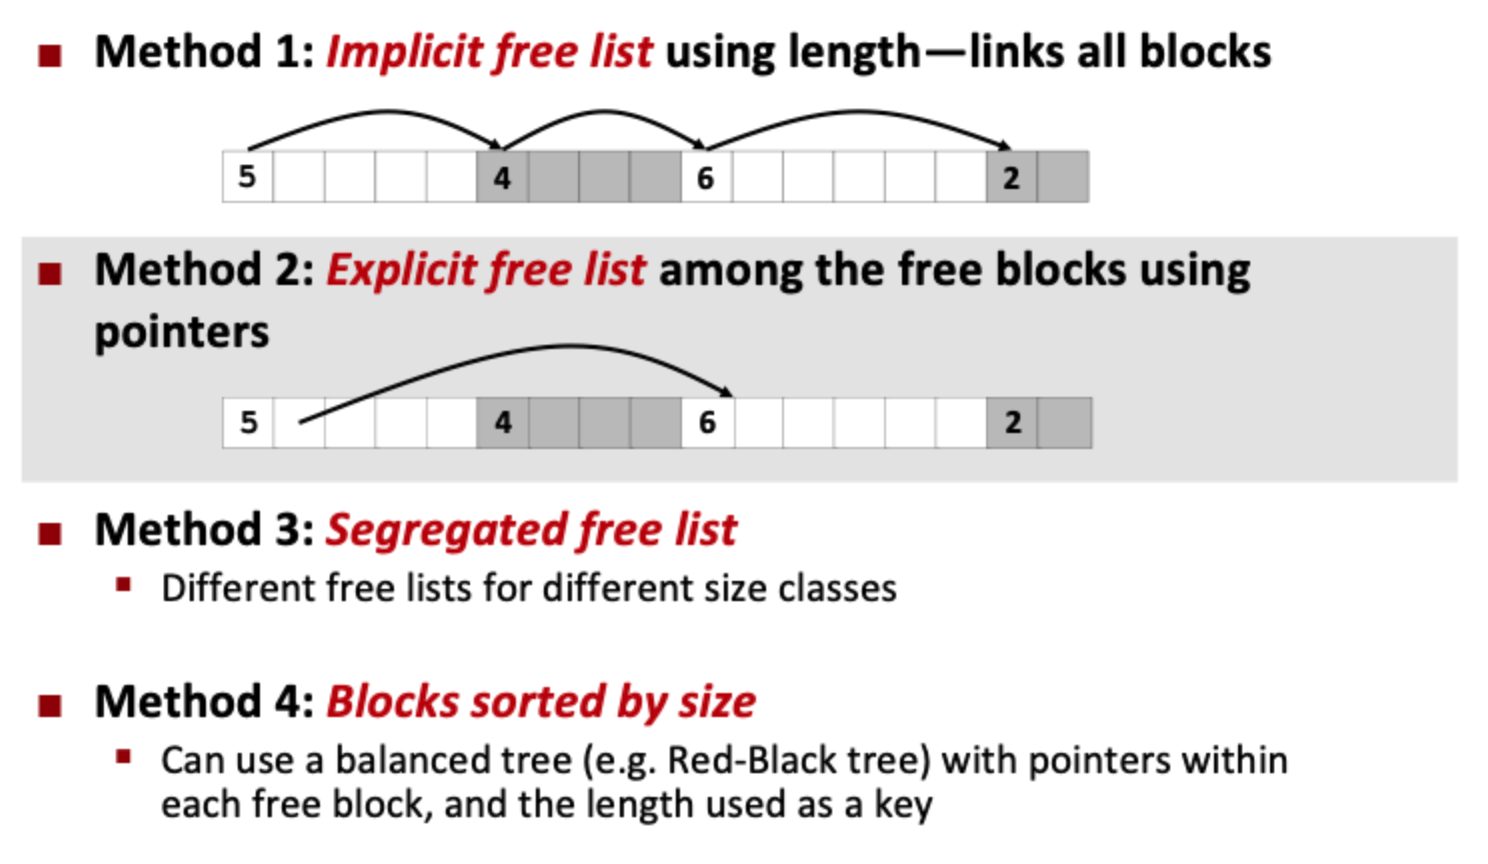 Method 1: Implicit free list using length—links all blocks
5 4 6 2
Method 2: Explicit free list among the free blocks using
pointers
5 4 6 2
Method 3: Segregated free list
Different free lists for different size classes
Method 4: Blocks sorted by size
Can use a balanced tree (e.g. Red-Black tree) with pointers within
each free block, and the length used as a key